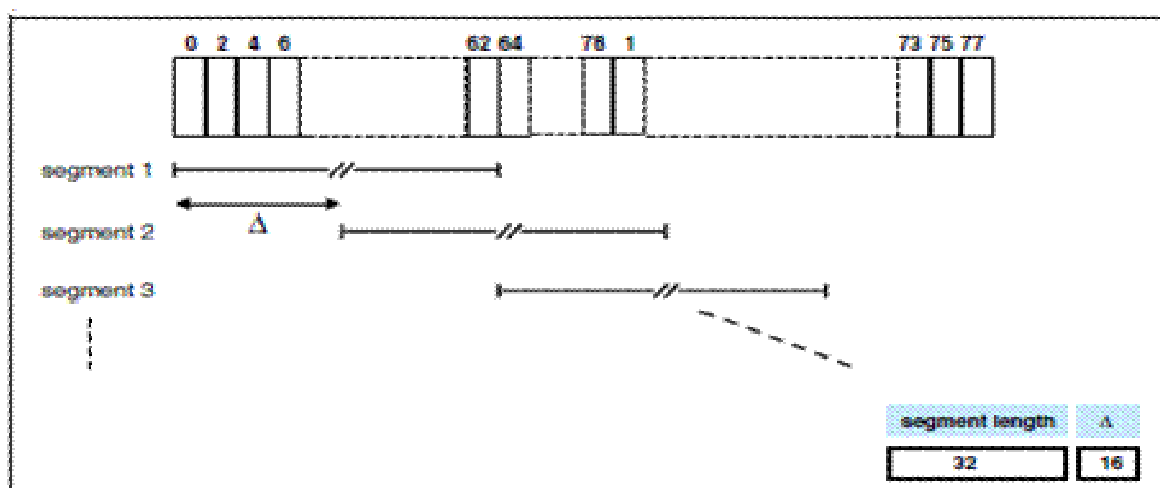 0 2 4 6 62 64 78 1 73 75 77
segment 1
Δ
segment 2
segment 3
segment length Δ
32 16